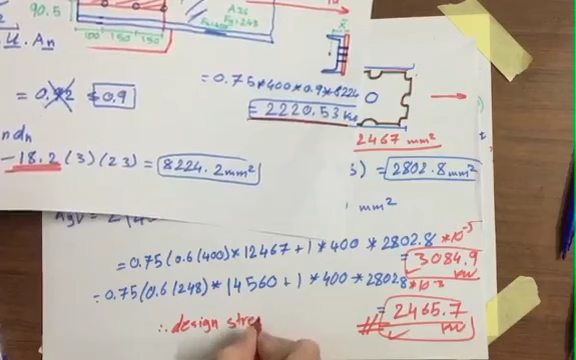 90.5
A36
Fy=248
100 150 150
U.An
= 0.92 ≤ 0.9
= 0.75*400*0.9*8224
= 2220.53
2467 mm²
ndn
-18.2(3)(23) = 8224.2mm²
= 2802.8 mm²
mm²
= 0.75(0.6(400)*12467+1*400*2802.8*10⁻³
= 3084.9
kN
= 0.75(0.6(248)*14560+1*400*2802.8*10⁻³
= 2465.7
kN
∴ design stre